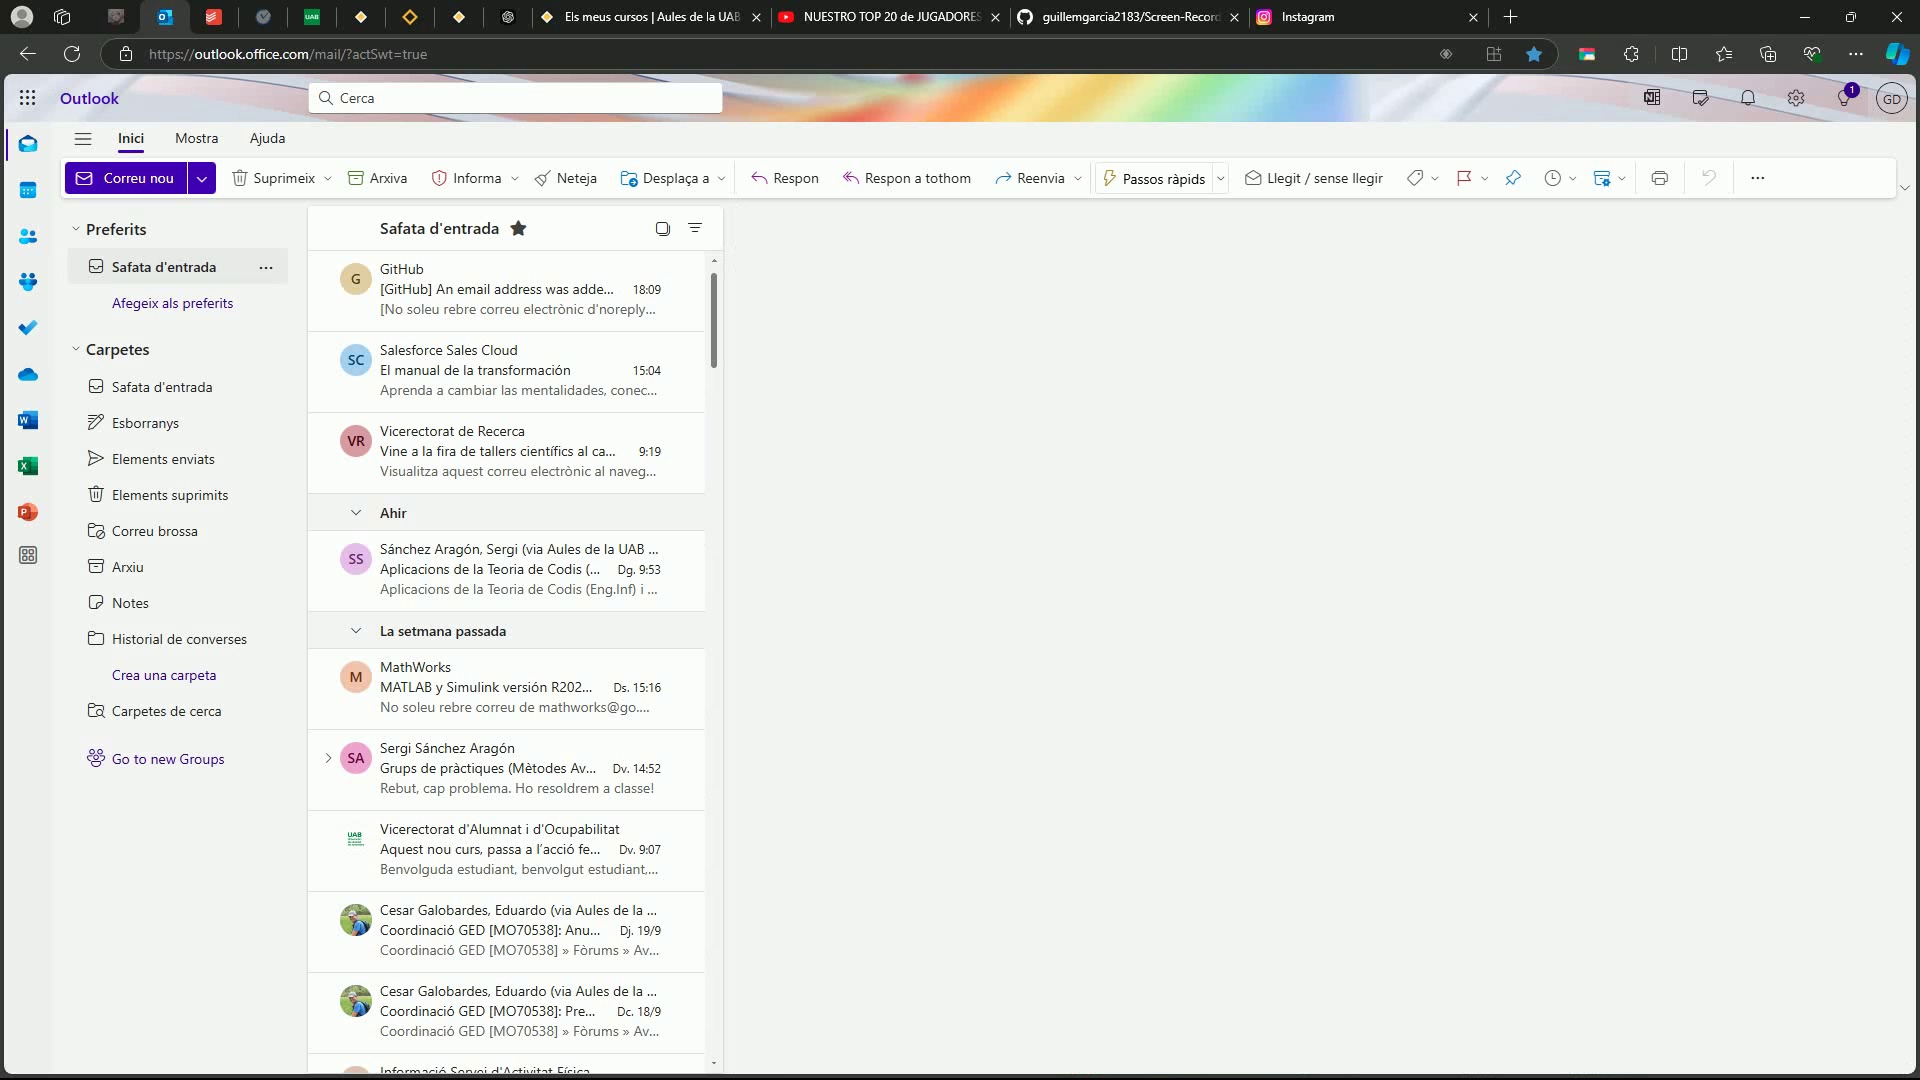 Els meus cursos | Aules de la UAB
NUESTRO TOP 20 de JUGADORES
guillemgarcia2183/Screen-Record
Instagram
https://outlook.office.com/mail/?actSwt=true
Outlook
Cerca
1
GD
Inici
Mostra
Ajuda
Correu nou
Suprimeix
Arxiva
Informa
Neteja
Desplaça a
Respon
Respon a tothom
Reenvia
Passos ràpids
Llegit / sense llegir
Preferits
Safata d'entrada
Afegeix als preferits
Carpetes
Safata d'entrada
Esborranys
Elements enviats
Elements suprimits
Correu brossa
Arxiu
Notes
Historial de converses
Crea una carpeta
Carpetes de cerca
Go to new Groups
Safata d'entrada
G
GitHub
[GitHub] An email address was adde... 18:09
[No soleu rebre correu electrònic d'noreply...
SC
Salesforce Sales Cloud
El manual de la transformación 15:04
Aprenda a cambiar las mentalidades, conec...
VR
Vicerectorat de Recerca
Vine a la fira de tallers científics al ca... 9:19
Visualitza aquest correu electrònic al naveg...
Ahir
SS
Sánchez Aragón, Sergi (via Aules de la UAB ...
Aplicacions de la Teoria de Codis (... Dg. 9:53
Aplicacions de la Teoria de Codis (Eng.Inf) i ...
La setmana passada
M
MathWorks
MATLAB y Simulink versión R202... Ds. 15:16
No soleu rebre correu de mathworks@go....
SA
Sergi Sánchez Aragón
Grups de pràctiques (Mètodes Av... Dv. 14:52
Rebut, cap problema. Ho resoldrem a classe!
UAB
Vicerectorat d'Alumnat i d'Ocupabilitat
Aquest nou curs, passa a l'acció fe... Dv. 9:07
Benvolguda estudiant, benvolgut estudiant,...
Cesar Galobardes, Eduardo (via Aules de la ...
Coordinació GED [MO70538]: Anu... Dj. 19/9
Coordinació GED [MO70538] » Fòrums » Av...
Cesar Galobardes, Eduardo (via Aules de la ...
Coordinació GED [MO70538]: Pre... Dc. 18/9
Coordinació GED [MO70538] » Fòrums » Av...
Informació Servei d'Activitat Física